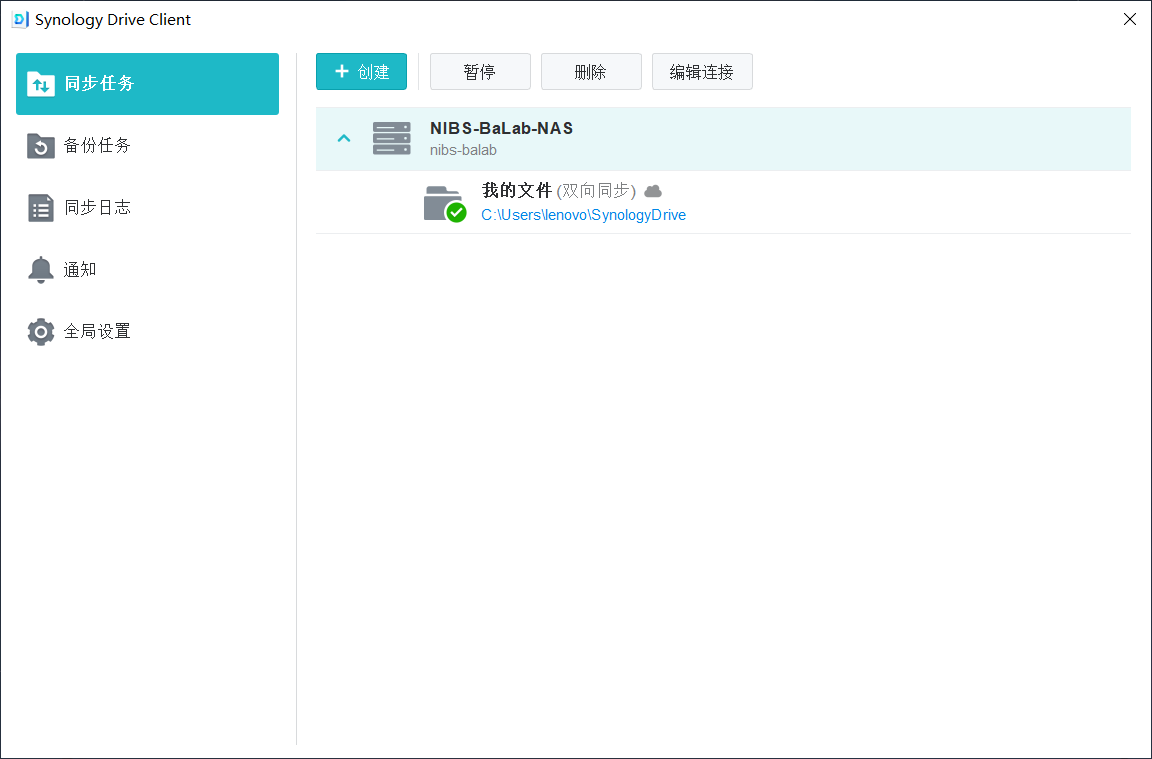 Synology Drive Client
同步任务
备份任务
同步日志
通知
全局设置
创建
暂停
删除
编辑连接
NIBS-BaLab-NAS
nibs-balab
我的文件 (双向同步)
C:\Users\lenovo\SynologyDrive